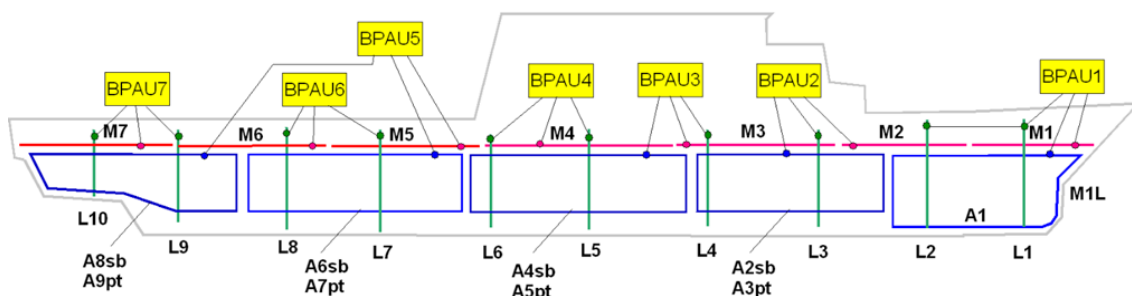 BPAU5
BPAU7
BPAU6
BPAU4
BPAU3
BPAU2
BPAU1
M7
M6
M5
M4
M3
M2
M1
M1L
A1
L10
L9
L8
L7
L6
L5
L4
L3
L2
L1
A8sb
A9pt
A6sb
A7pt
A4sb
A5pt
A2sb
A3pt